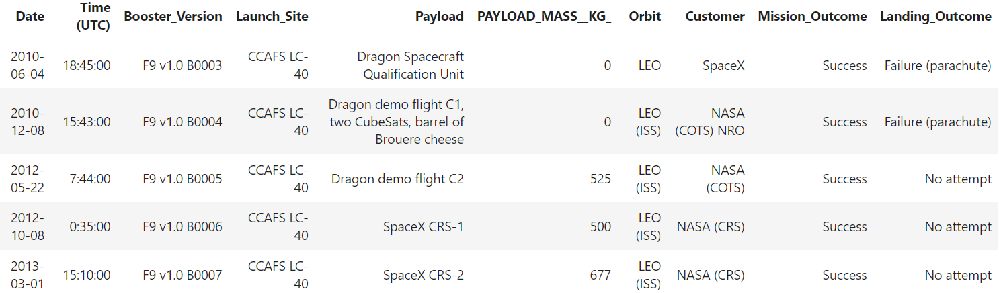 Date Time (UTC) Booster_Version Launch_Site Payload PAYLOAD_MASS__KG_ Orbit Customer Mission_Outcome Landing_Outcome
2010-06-04 18:45:00 F9 v1.0 B0003 CCAFS LC-40 Dragon Spacecraft Qualification Unit 0 LEO SpaceX Success Failure (parachute)
2010-12-08 15:43:00 F9 v1.0 B0004 CCAFS LC-40 Dragon demo flight C1, two CubeSats, barrel of Brouere cheese 0 LEO (ISS) NASA (COTS) NRO Success Failure (parachute)
2012-05-22 7:44:00 F9 v1.0 B0005 CCAFS LC-40 Dragon demo flight C2 525 LEO (ISS) NASA (COTS) Success No attempt
2012-10-08 0:35:00 F9 v1.0 B0006 CCAFS LC-40 SpaceX CRS-1 500 LEO (ISS) NASA (CRS) Success No attempt
2013-03-01 15:10:00 F9 v1.0 B0007 CCAFS LC-40 SpaceX CRS-2 677 LEO (ISS) NASA (CRS) Success No attempt